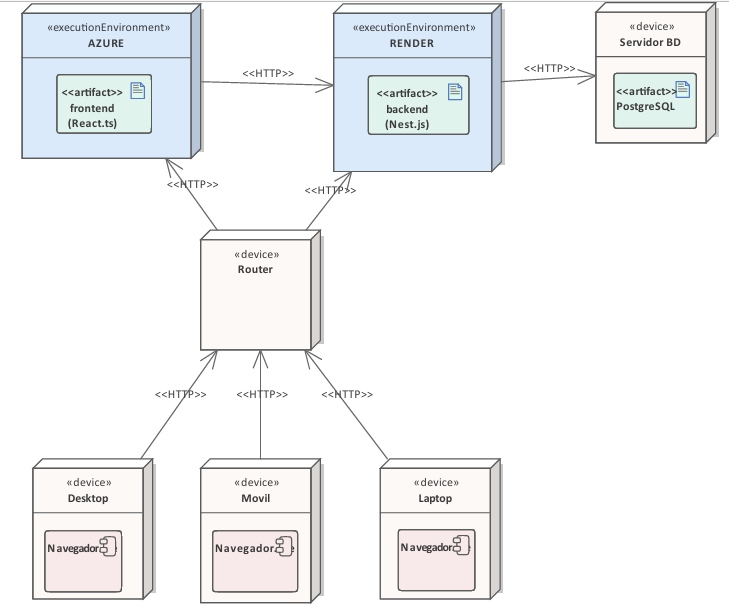 «executionEnvironment»
AZURE
<<artifact>>
frontend
(React.ts)
<<HTTP>>
«executionEnvironment»
RENDER
<<artifact>>
backend
(Nest.js)
<<HTTP>>
«device»
Servidor BD
<<artifact>>
PostgreSQL
<<HTTP>>
<<HTTP>>
«device»
Router
<<HTTP>>
<<HTTP>>
<<HTTP>>
«device»
Desktop
Navegador
«device»
Movil
Navegador
«device»
Laptop
Navegador